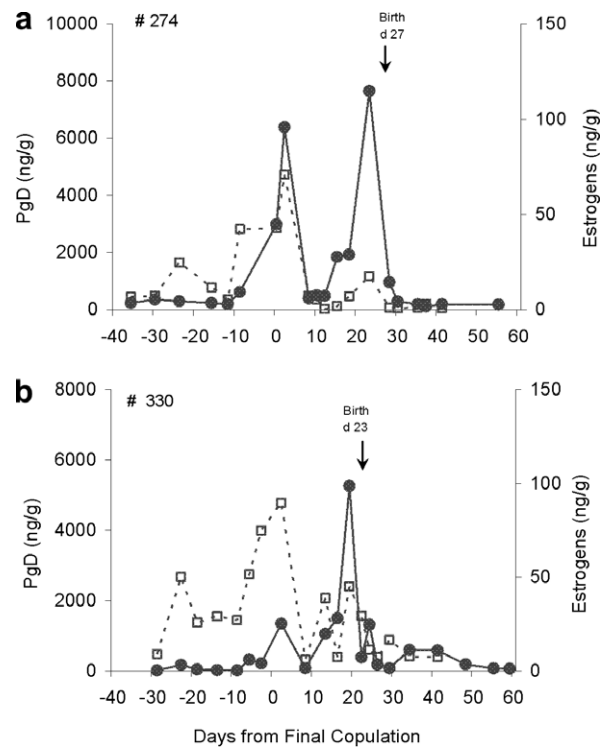 a
# 274
Birth
d 27
10000
8000
6000
4000
2000
0
PgD (ng/g)
150
100
50
0
Estrogens (ng/g)
-40 -30 -20 -10 0 10 20 30 40 50 60
b
# 330
Birth
d 23
8000
6000
4000
2000
0
PgD (ng/g)
150
100
50
0
Estrogens (ng/g)
-40 -30 -20 -10 0 10 20 30 40 50 60
Days from Final Copulation